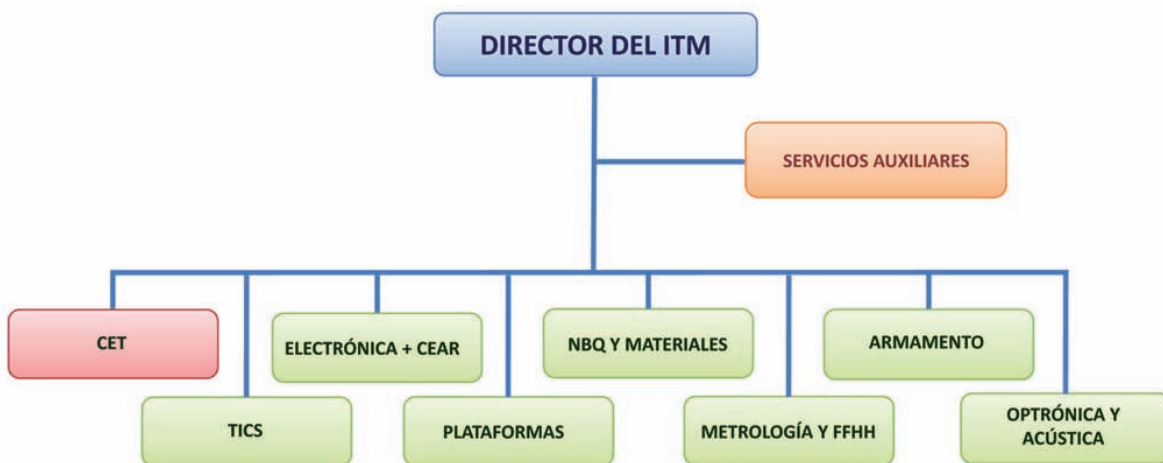 DIRECTOR DEL ITM
SERVICIOS AUXILIARES
CET
ELECTRÓNICA + CEAR
NBQ Y MATERIALES
ARMAMENTO
TICS
PLATAFORMAS
METROLOGÍA Y FFHH
OPTRÓNICA Y
ACÚSTICA